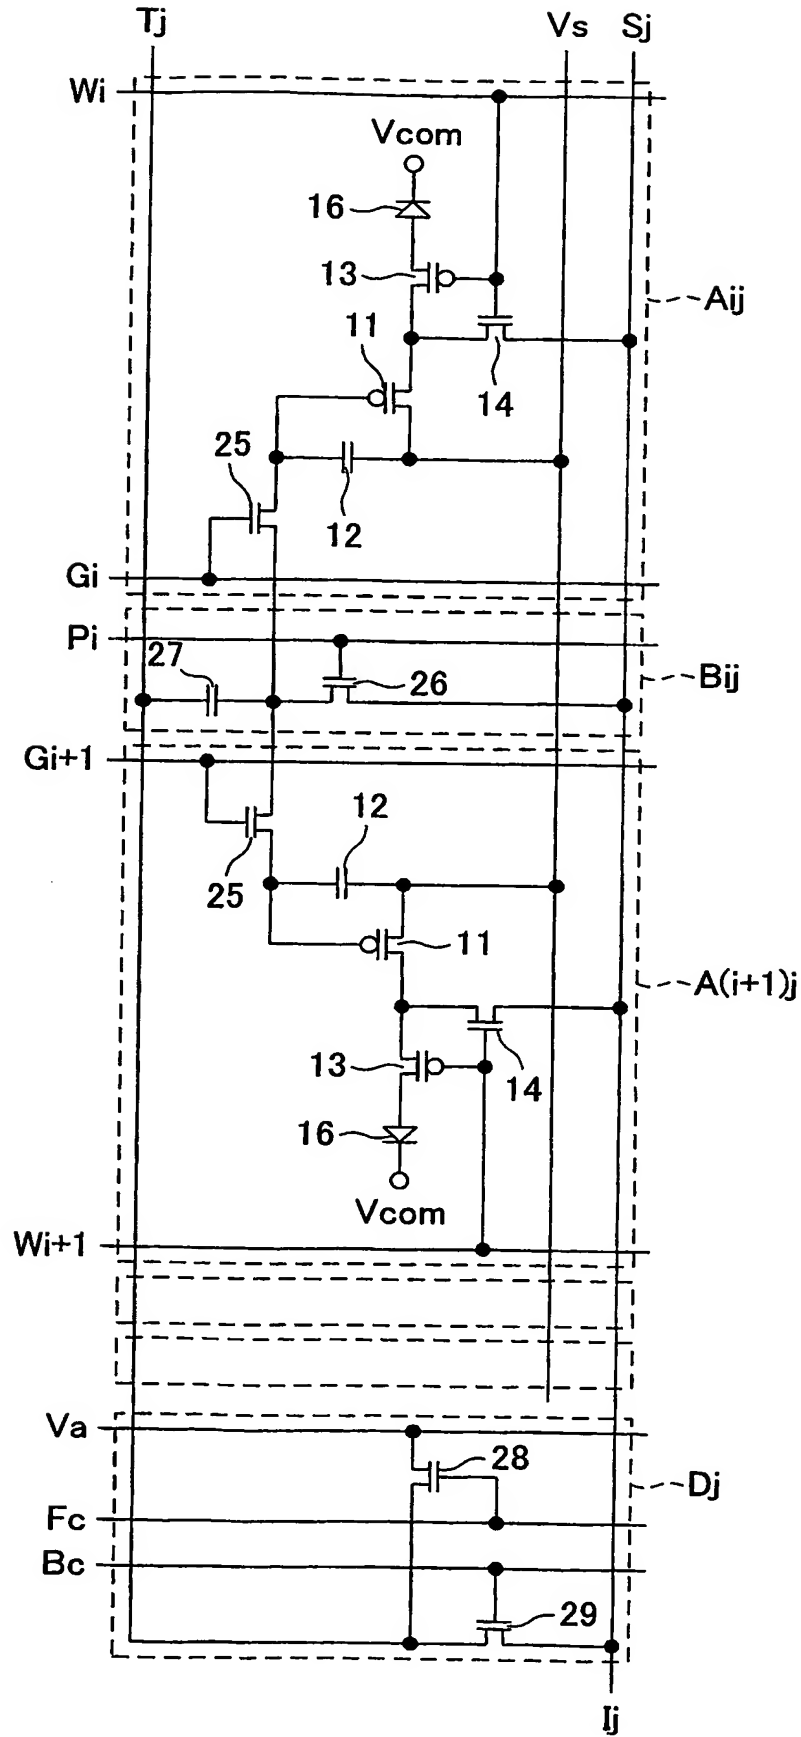 Tj Vs Sj
Wi
Vcom
16
13
Aij
11
14
25
12
Gi
Pi
27
26
Bij
Gi+1
12
25
11
A(i+1)j
13
14
16
Vcom
Wi+1
Va
28
Dj
Fc
Bc
29
Ij